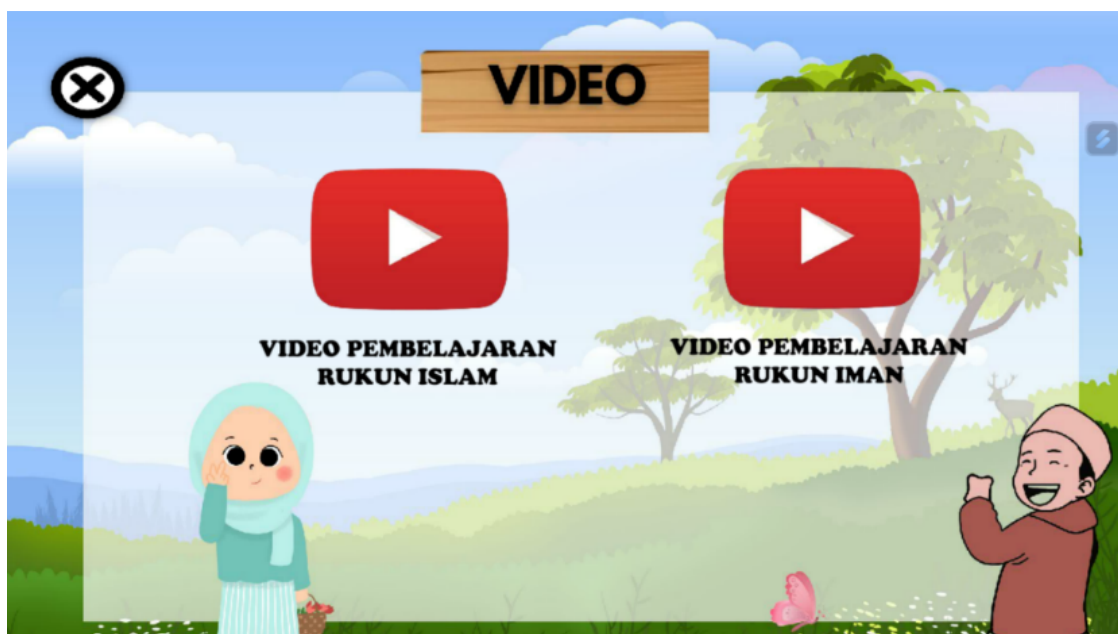 VIDEO
VIDEO PEMBELAJARAN
RUKUN ISLAM
VIDEO PEMBELAJARAN
RUKUN IMAN